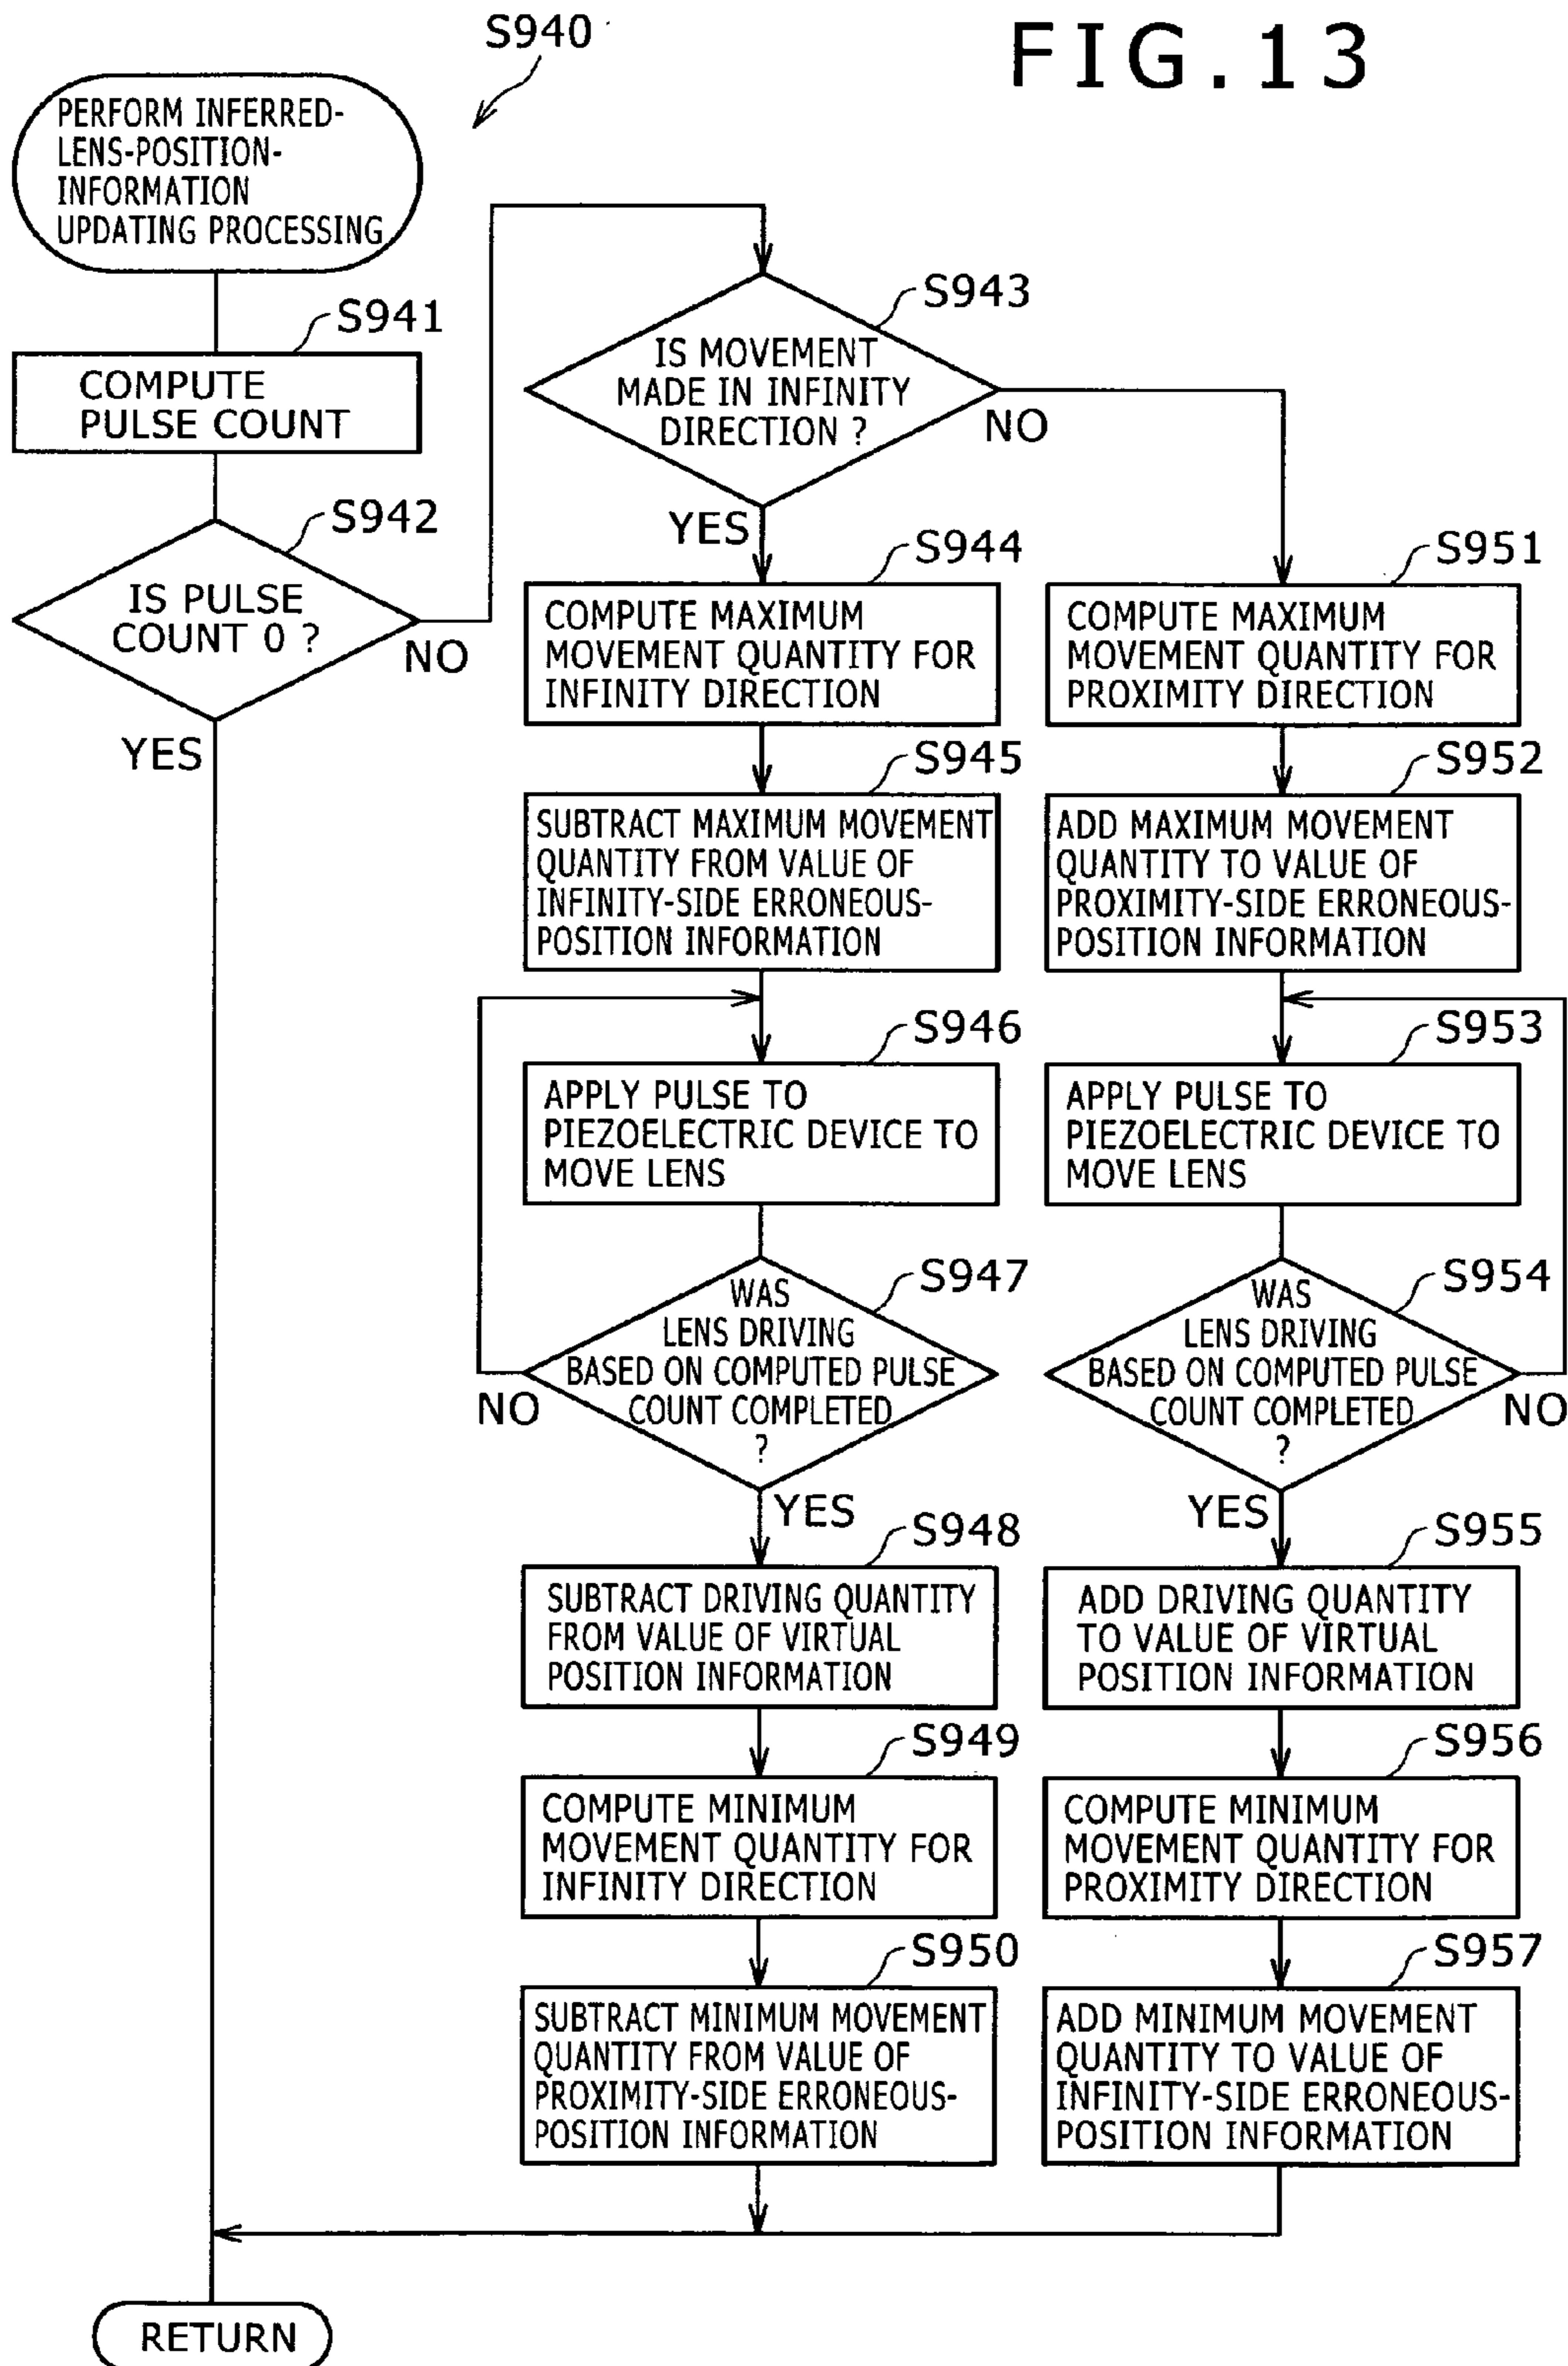 S940
FIG.13
PERFORM INFERRED-
LENS-POSITION-
INFORMATION
UPDATING PROCESSING
S941
COMPUTE
PULSE COUNT
S942
IS PULSE
COUNT 0 ?
NO
YES
S943
IS MOVEMENT
MADE IN INFINITY
DIRECTION ?
NO
YES
S944
COMPUTE MAXIMUM
MOVEMENT QUANTITY FOR
INFINITY DIRECTION
S945
SUBTRACT MAXIMUM MOVEMENT
QUANTITY FROM VALUE OF
INFINITY-SIDE ERRONEOUS-
POSITION INFORMATION
S946
APPLY PULSE TO
PIEZOELECTRIC DEVICE TO
MOVE LENS
S947
WAS
LENS DRIVING
BASED ON COMPUTED PULSE
COUNT COMPLETED
?
NO
YES
S948
SUBTRACT DRIVING QUANTITY
FROM VALUE OF VIRTUAL
POSITION INFORMATION
S949
COMPUTE MINIMUM
MOVEMENT QUANTITY FOR
INFINITY DIRECTION
S950
SUBTRACT MINIMUM MOVEMENT
QUANTITY FROM VALUE OF
PROXIMITY-SIDE ERRONEOUS-
POSITION INFORMATION
S951
COMPUTE MAXIMUM
MOVEMENT QUANTITY FOR
PROXIMITY DIRECTION
S952
ADD MAXIMUM MOVEMENT
QUANTITY TO VALUE OF
PROXIMITY-SIDE ERRONEOUS-
POSITION INFORMATION
S953
APPLY PULSE TO
PIEZOELECTRIC DEVICE TO
MOVE LENS
S954
WAS
LENS DRIVING
BASED ON COMPUTED PULSE
COUNT COMPLETED
?
NO
YES
S955
ADD DRIVING QUANTITY
TO VALUE OF VIRTUAL
POSITION INFORMATION
S956
COMPUTE MINIMUM
MOVEMENT QUANTITY FOR
PROXIMITY DIRECTION
S957
ADD MINIMUM MOVEMENT
QUANTITY TO VALUE OF
INFINITY-SIDE ERRONEOUS-
POSITION INFORMATION
RETURN